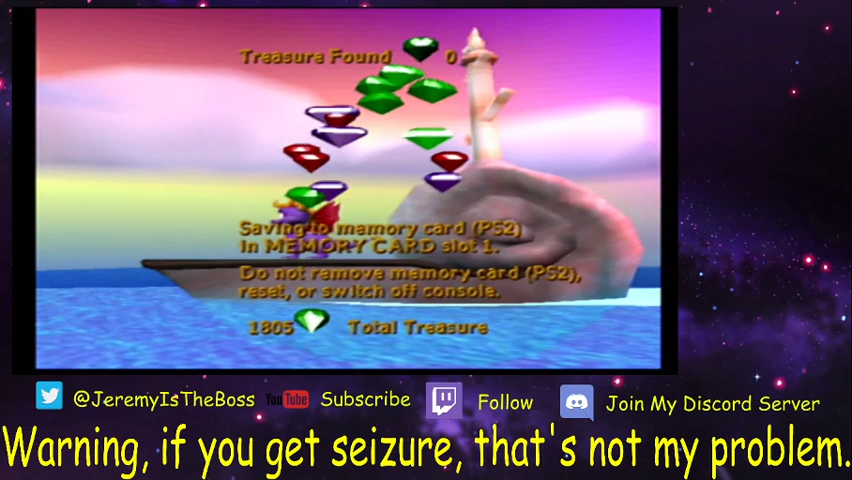 Treasure Found 0
Saving to memory card (PS2)
in MEMORY CARD slot 1.
Do not remove memory card (PS2),
reset, or switch off console.
1805 Total Treasure
@JeremyIsTheBoss YouTube Subscribe Follow Join My Discord Server
Warning, if you get seizure, that's not my problem.